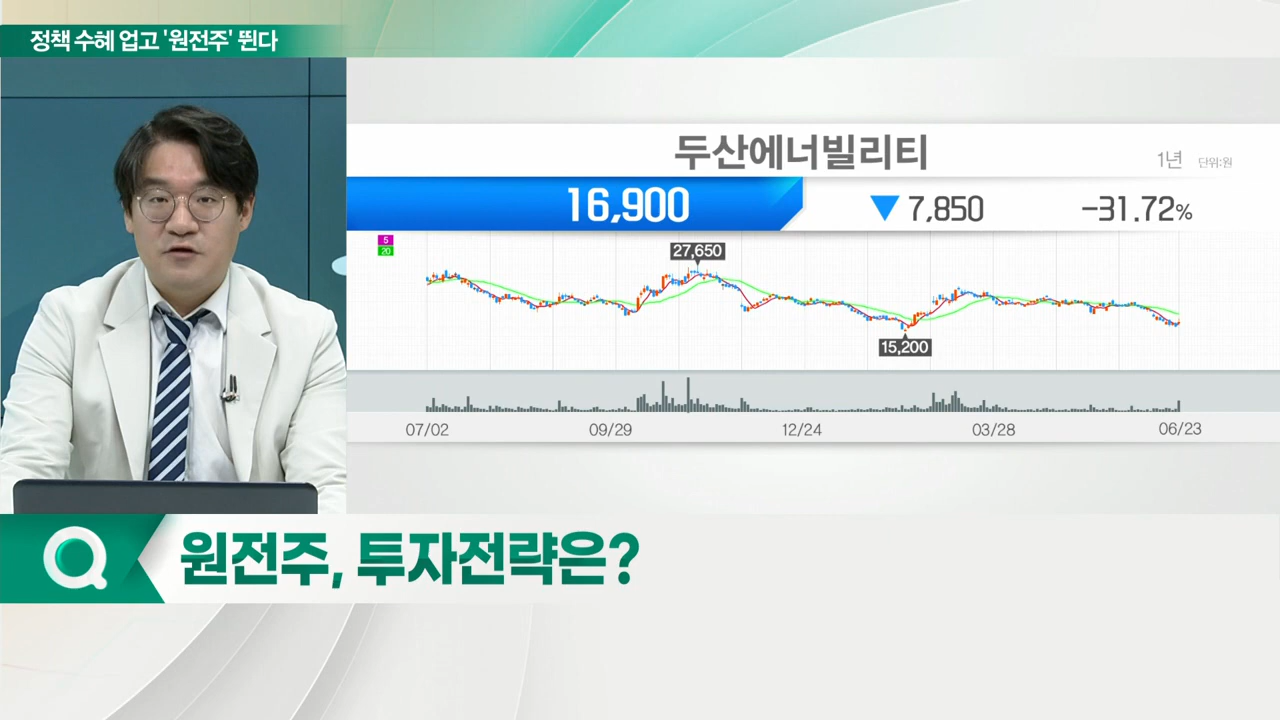 정책 수혜 업고 '원전주' 뛴다
두산에너빌리티
1년 단위:원
16,900 ▼ 7,850 -31.72%
5
20
27,650
15,200
07/02 09/29 12/24 03/28 06/23
Q 원전주, 투자전략은?